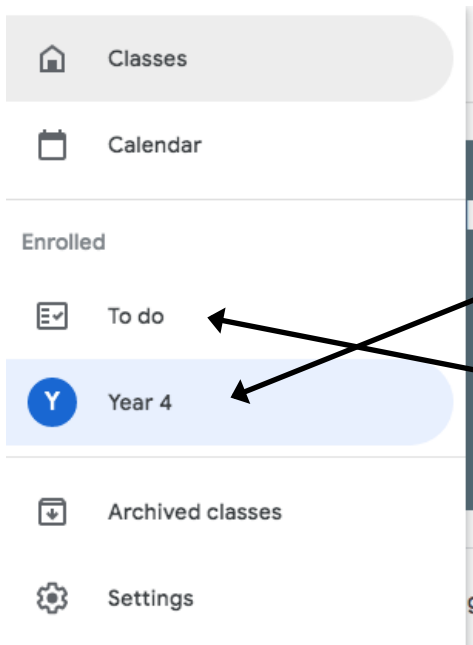 Classes
Calendar
Enrolled
To do
Y Year 4
Archived classes
Settings